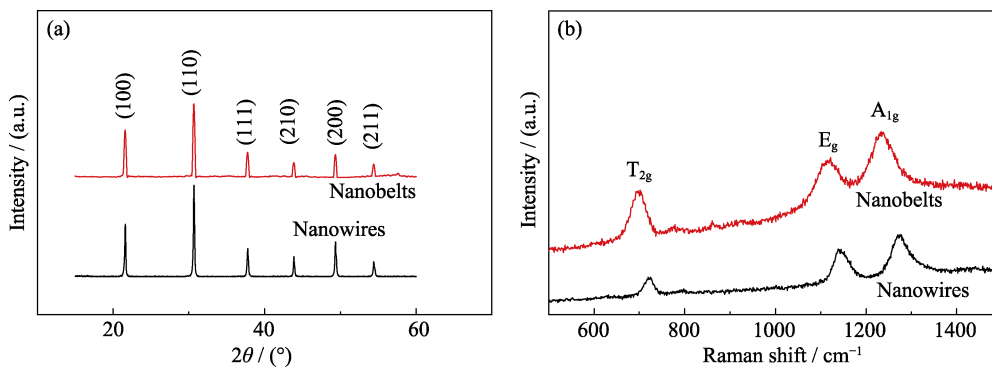 (a)
Intensity / (a.u.)
(100)
(110)
(111)
(210)
(200)
(211)
Nanobelts
Nanowires
20
40
60
2θ / (°)
(b)
Intensity / (a.u.)
T2g
Eg
A1g
Nanobelts
Nanowires
600
800
1000
1200
1400
Raman shift / cm⁻¹